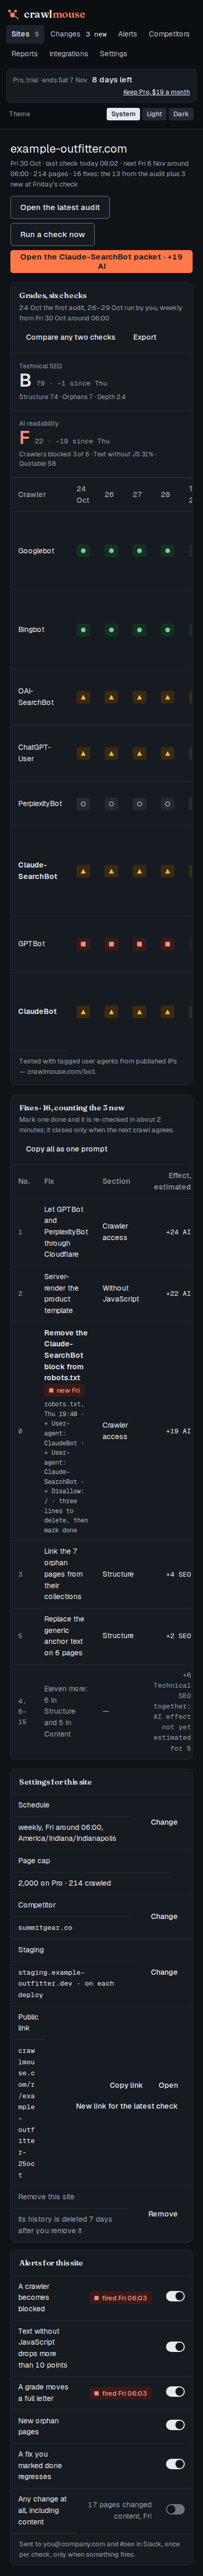 crawlmouse
Sites 5 Changes 3 new Alerts Competitors
Reports Integrations Settings
Pro, trial · ends Sat 7 Nov 8 days left
Keep Pro, $19 a month
Theme System Light Dark
example-outfitter.com
Fri 30 Oct · last check today 06:02 · next Fri 6 Nov around
06:00 · 214 pages · 16 fixes: the 13 from the audit plus 3
new at Friday's check
Open the latest audit
Run a check now
Open the Claude-SearchBot packet · +19
AI
Grades, six checks
24 Oct the first audit, 26–29 Oct run by you, weekly
from Fri 30 Oct around 06:00
Compare any two checks Export
Technical SEO
B 79 · −1 since Thu
Structure 74 · Orphans 7 · Depth 2.4
AI readability
F 22 · −19 since Thu
Crawlers blocked 3 of 6 · Text without JS 31% ·
Quotable 58
Crawler 24 Oct 26 27 28
Googlebot
Bingbot
OAI-
SearchBot
ChatGPT-
User
PerplexityBot
Claude-
SearchBot
GPTBot
ClaudeBot
Tested with tagged user agents from published IPs
— crawlmouse.com/bot.
Fixes · 16, counting the 3 new
Mark one done and it is re-checked in about 2
minutes; it closes only when the next crawl agrees.
Copy all as one prompt
No. Fix Section Effect, estimated
1 Let GPTBot and PerplexityBot through Cloudflare Crawler access +24 AI
2 Server-render the product template Without JavaScript +22 AI
0 Remove the Claude-SearchBot block from robots.txt new Fri
robots.txt, Thu 19:40 · + User-agent: ClaudeBot · + User-agent: Claude-SearchBot · + Disallow: / · three lines to delete, then mark done Crawler access +19 AI
3 Link the 7 orphan pages from their collections Structure +4 SEO
5 Replace the generic anchor text on 6 pages Structure +2 SEO
4, 6–15 Eleven more: 6 in Structure and 5 in Content — +6 Technical SEO together; AI effect not yet estimated for 5
Settings for this site
Schedule
weekly, Fri around 06:00,
America/Indiana/Indianapolis
Change
Page cap
2,000 on Pro · 214 crawled
Competitor
summitgear.co
Change
Staging
staging.example-
outfitter.dev · on each
deploy
Change
Public
link
craw
lmou
se.c
om/r
/exa
mple
-
outf
itte
r-
25oc
t
Copy link Open
New link for the latest check
Remove this site
Its history is deleted 7 days
after you remove it
Remove
Alerts for this site
A crawler
becomes
blocked
fired Fri 06:03
Text without
JavaScript
drops more
than 10 points
A grade moves
a full letter
fired Fri 06:03
New orphan
pages
A fix you
marked done
regresses
Any change at
all, including
content
17 pages changed
content, Fri
Sent to you@company.com and #seo in Slack, once
per check, only when something fires.